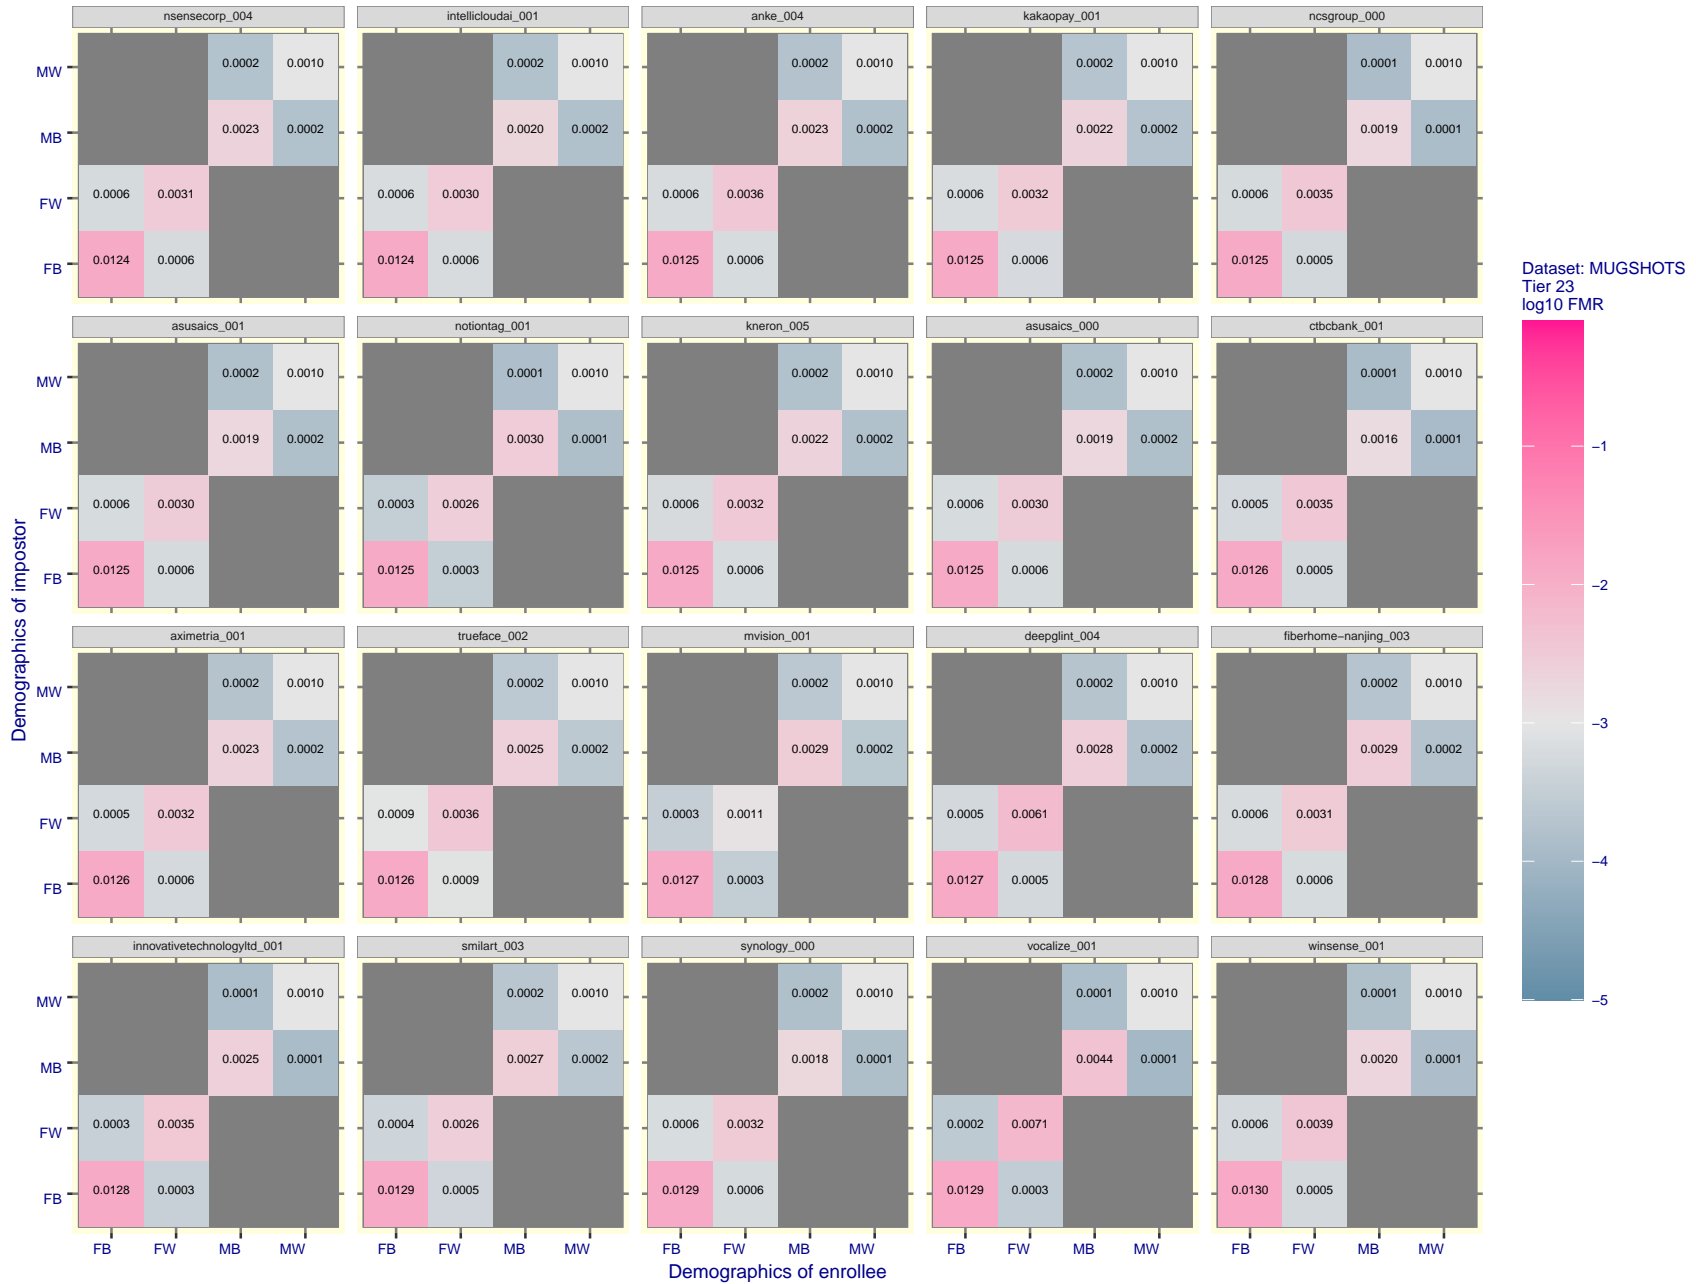 nsensecorp_004 intellicloudai_001 anke_004 kakaopay_001 ncsgroup_000
MW 0.0002 0.0010 0.0002 0.0010 0.0002 0.0010 0.0002 0.0010 0.0001 0.0010
MB 0.0023 0.0002 0.0020 0.0002 0.0023 0.0002 0.0022 0.0002 0.0019 0.0001
FW 0.0006 0.0031 0.0006 0.0030 0.0006 0.0036 0.0006 0.0032 0.0006 0.0035
FB 0.0124 0.0006 0.0124 0.0006 0.0125 0.0006 0.0125 0.0006 0.0125 0.0005
asusaics_001 notiontag_001 kneron_005 asusaics_000 ctbcbank_001
MW 0.0002 0.0010 0.0001 0.0010 0.0002 0.0010 0.0002 0.0010 0.0001 0.0010
MB 0.0019 0.0002 0.0030 0.0001 0.0022 0.0002 0.0019 0.0002 0.0016 0.0001
FW 0.0006 0.0030 0.0003 0.0026 0.0006 0.0032 0.0006 0.0030 0.0005 0.0035
FB 0.0125 0.0006 0.0125 0.0003 0.0125 0.0006 0.0125 0.0006 0.0126 0.0005
aximetria_001 trueface_002 mvision_001 deepglint_004 fiberhome−nanjing_003
MW 0.0002 0.0010 0.0002 0.0010 0.0002 0.0010 0.0002 0.0010 0.0002 0.0010
MB 0.0023 0.0002 0.0025 0.0002 0.0029 0.0002 0.0028 0.0002 0.0029 0.0002
FW 0.0005 0.0032 0.0009 0.0036 0.0003 0.0011 0.0005 0.0061 0.0006 0.0031
FB 0.0126 0.0006 0.0126 0.0009 0.0127 0.0003 0.0127 0.0005 0.0128 0.0006
innovativetechnologyltd_001 smilart_003 synology_000 vocalize_001 winsense_001
MW 0.0001 0.0010 0.0002 0.0010 0.0002 0.0010 0.0001 0.0010 0.0001 0.0010
MB 0.0025 0.0001 0.0027 0.0002 0.0018 0.0001 0.0044 0.0001 0.0020 0.0001
FW 0.0003 0.0035 0.0004 0.0026 0.0006 0.0032 0.0002 0.0071 0.0006 0.0039
FB 0.0128 0.0003 0.0129 0.0005 0.0129 0.0006 0.0129 0.0003 0.0130 0.0005
FB FW MB MW FB FW MB MW FB FW MB MW FB FW MB MW FB FW MB MW
Demographics of enrollee
Demographics of impostor
Dataset: MUGSHOTS
Tier 23
log10 FMR
−1
−2
−3
−4
−5